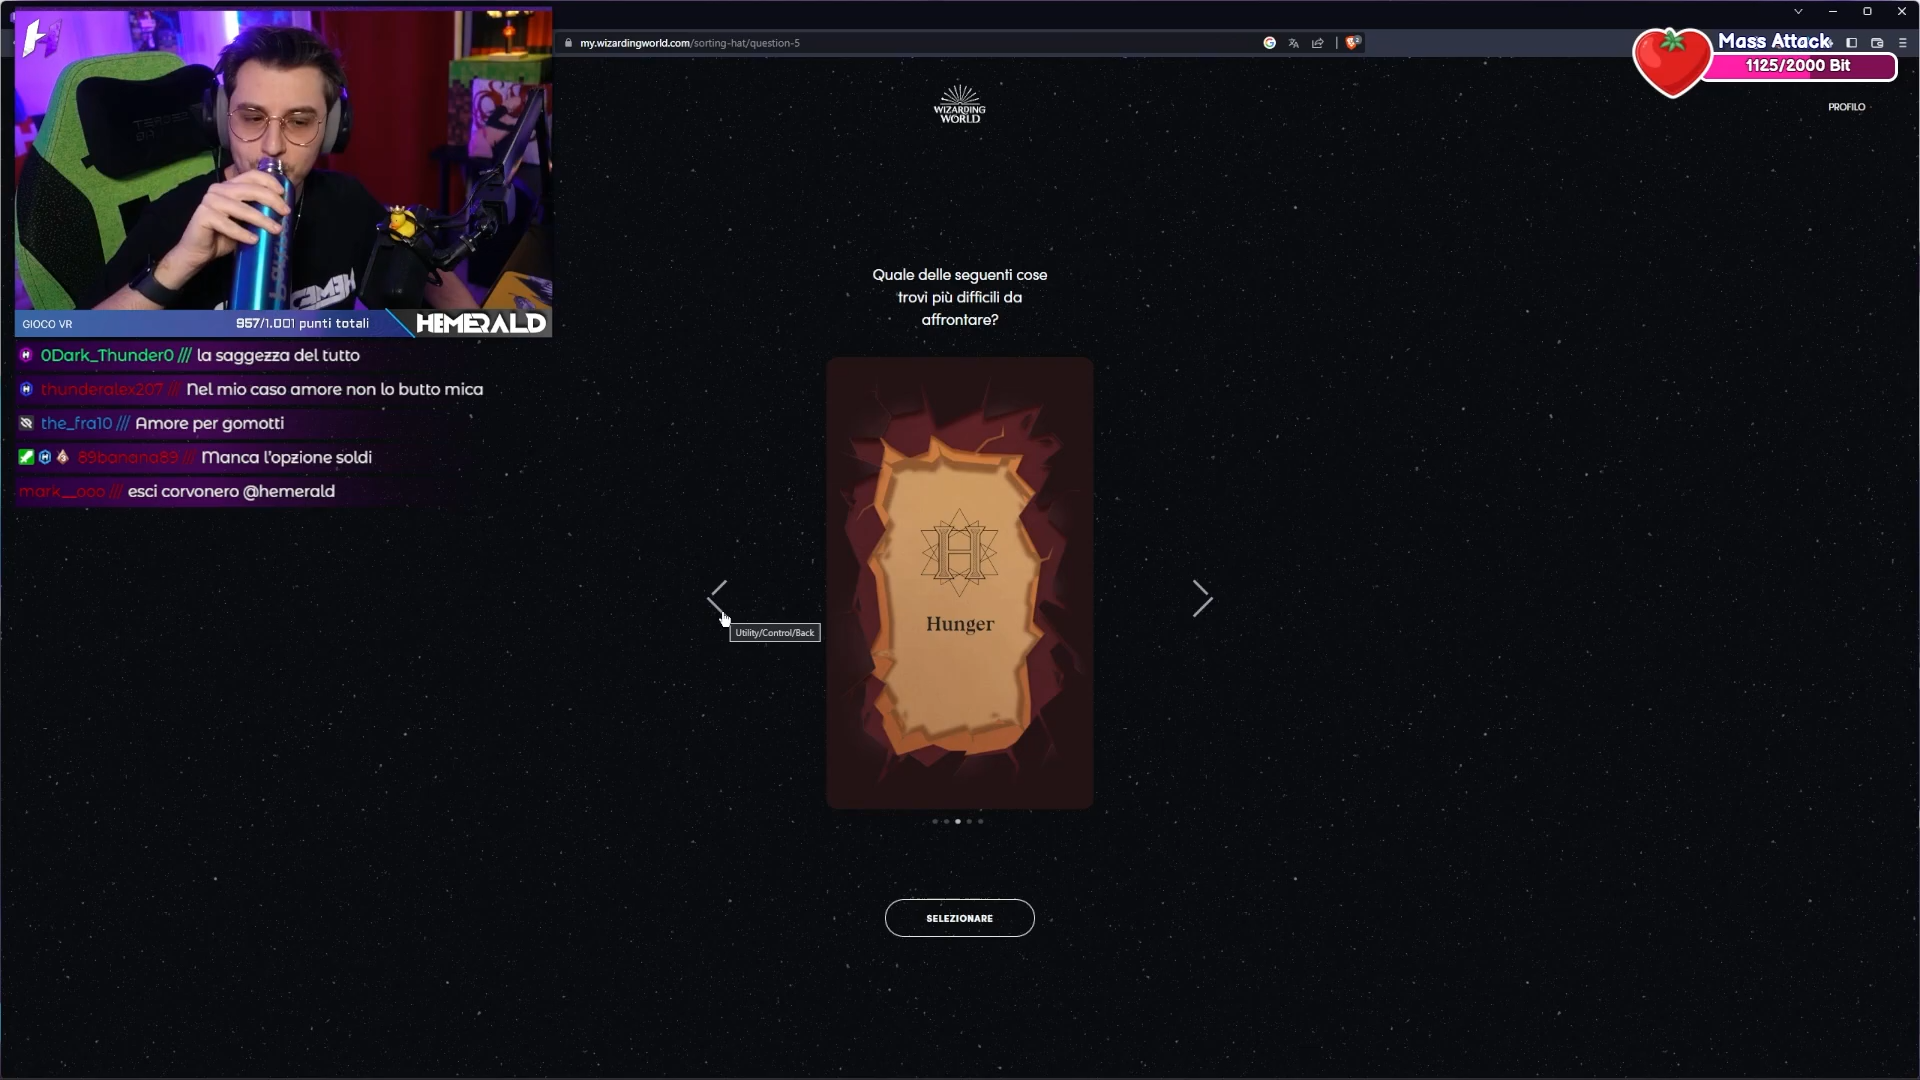 my.wizardingworld.com/sorting-hat/question-5
Mass Attack
1125/2000 Bit
WIZARDING
WORLD
PROFILO
Quale delle seguenti cose
trovi più difficili da
affrontare?
GIOCO VR
957/1.001 punti totali
HEMERALD
0Dark_Thunder0 /// la saggezza del tutto
thunderalex207 /// Nel mio caso amore non lo butto mica
the_fra10 /// Amore per gomotti
89banana89 /// Manca l'opzione soldi
mark__ooo /// esci corvonero @hemerald
H
Hunger
Utility/Control/Back
SELEZIONARE